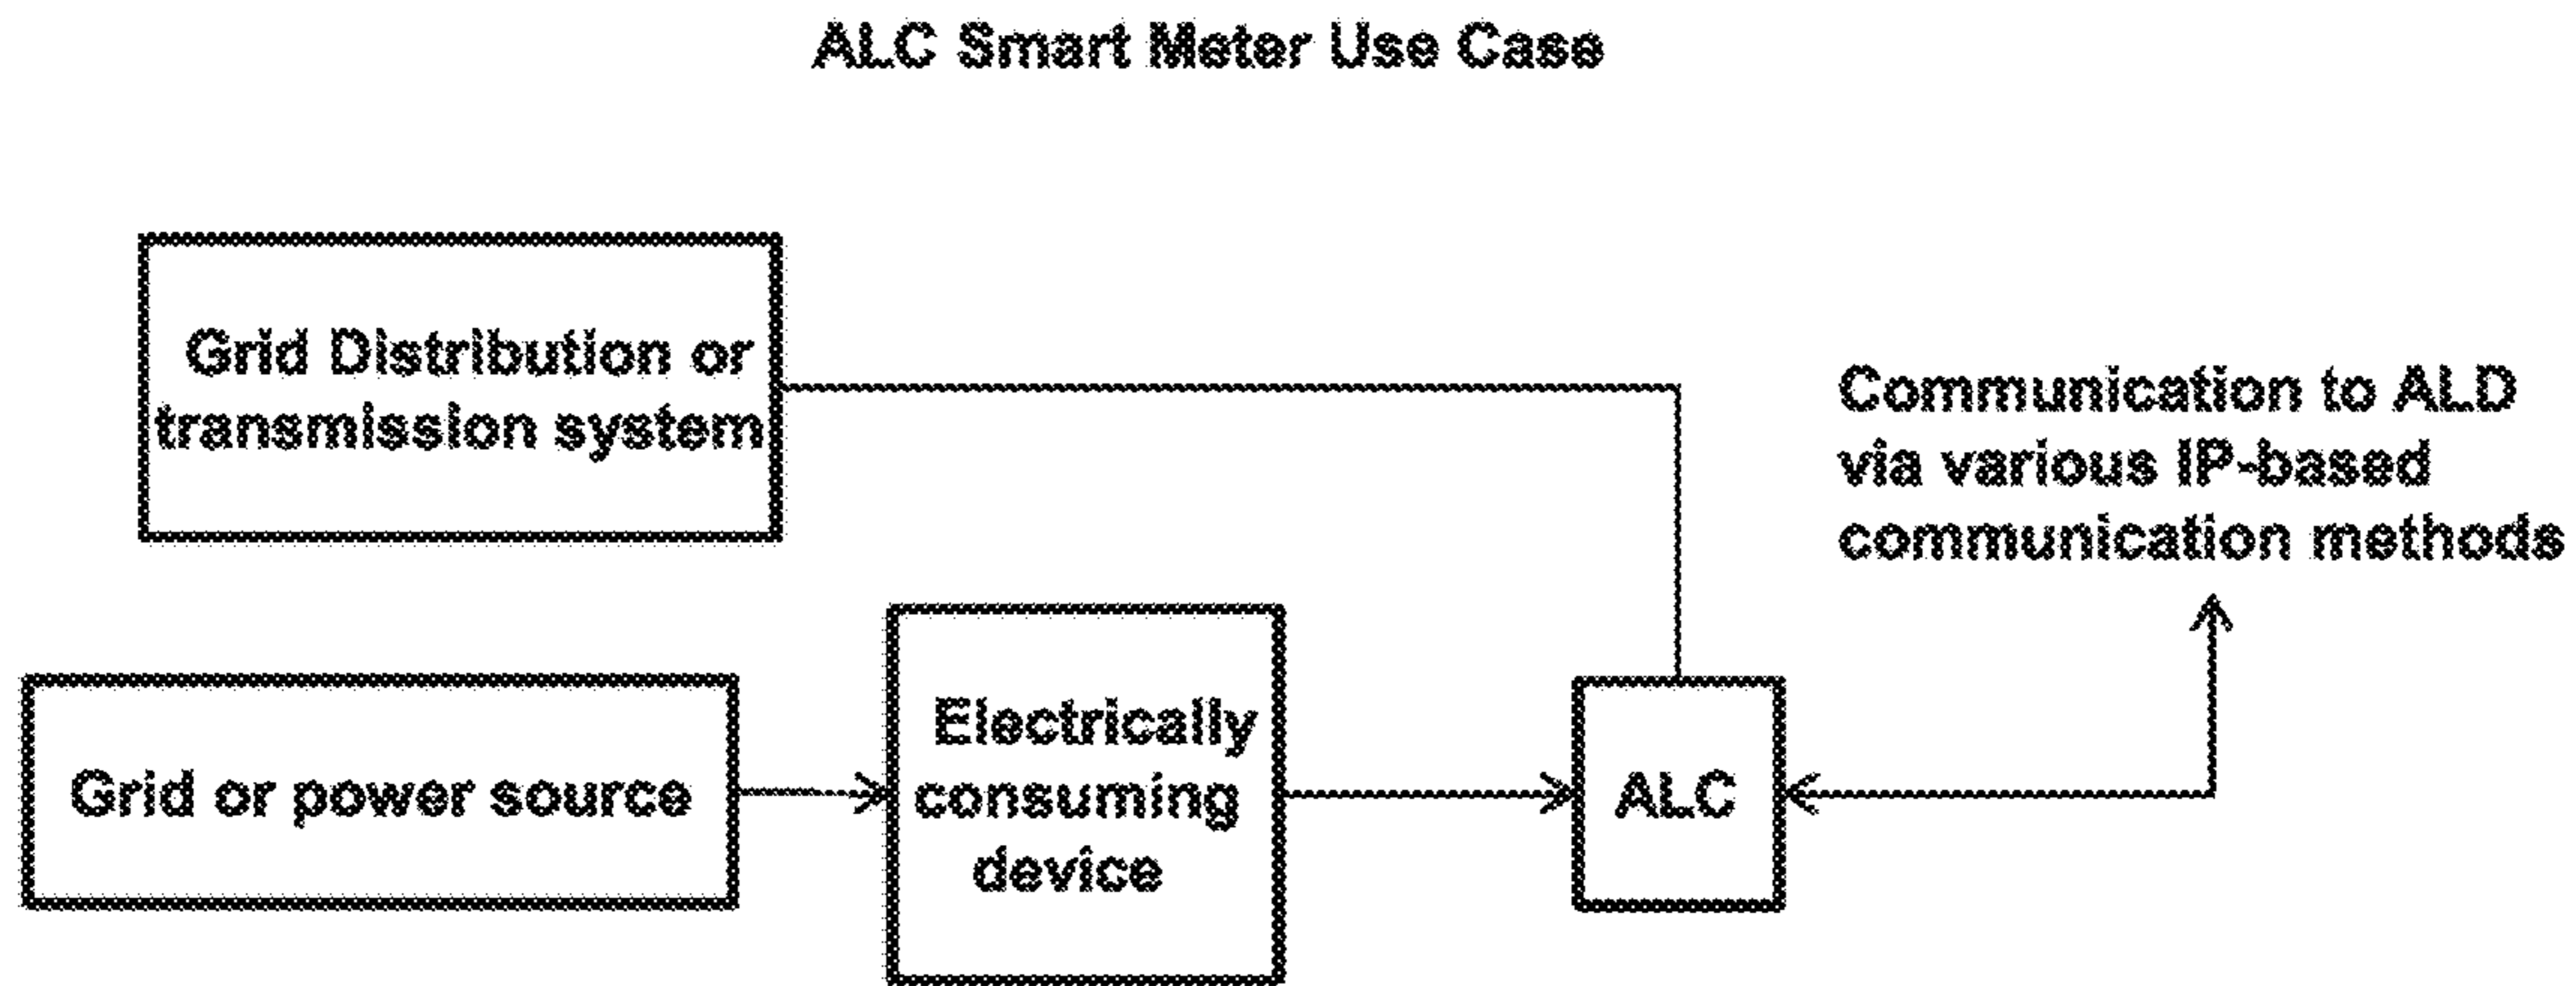 ALC Smart Meter Use Case
Grid Distribution or
transmission system
Communication to ALD
via various IP-based
communication methods
Grid or power source
Electrically
consuming
device
ALC